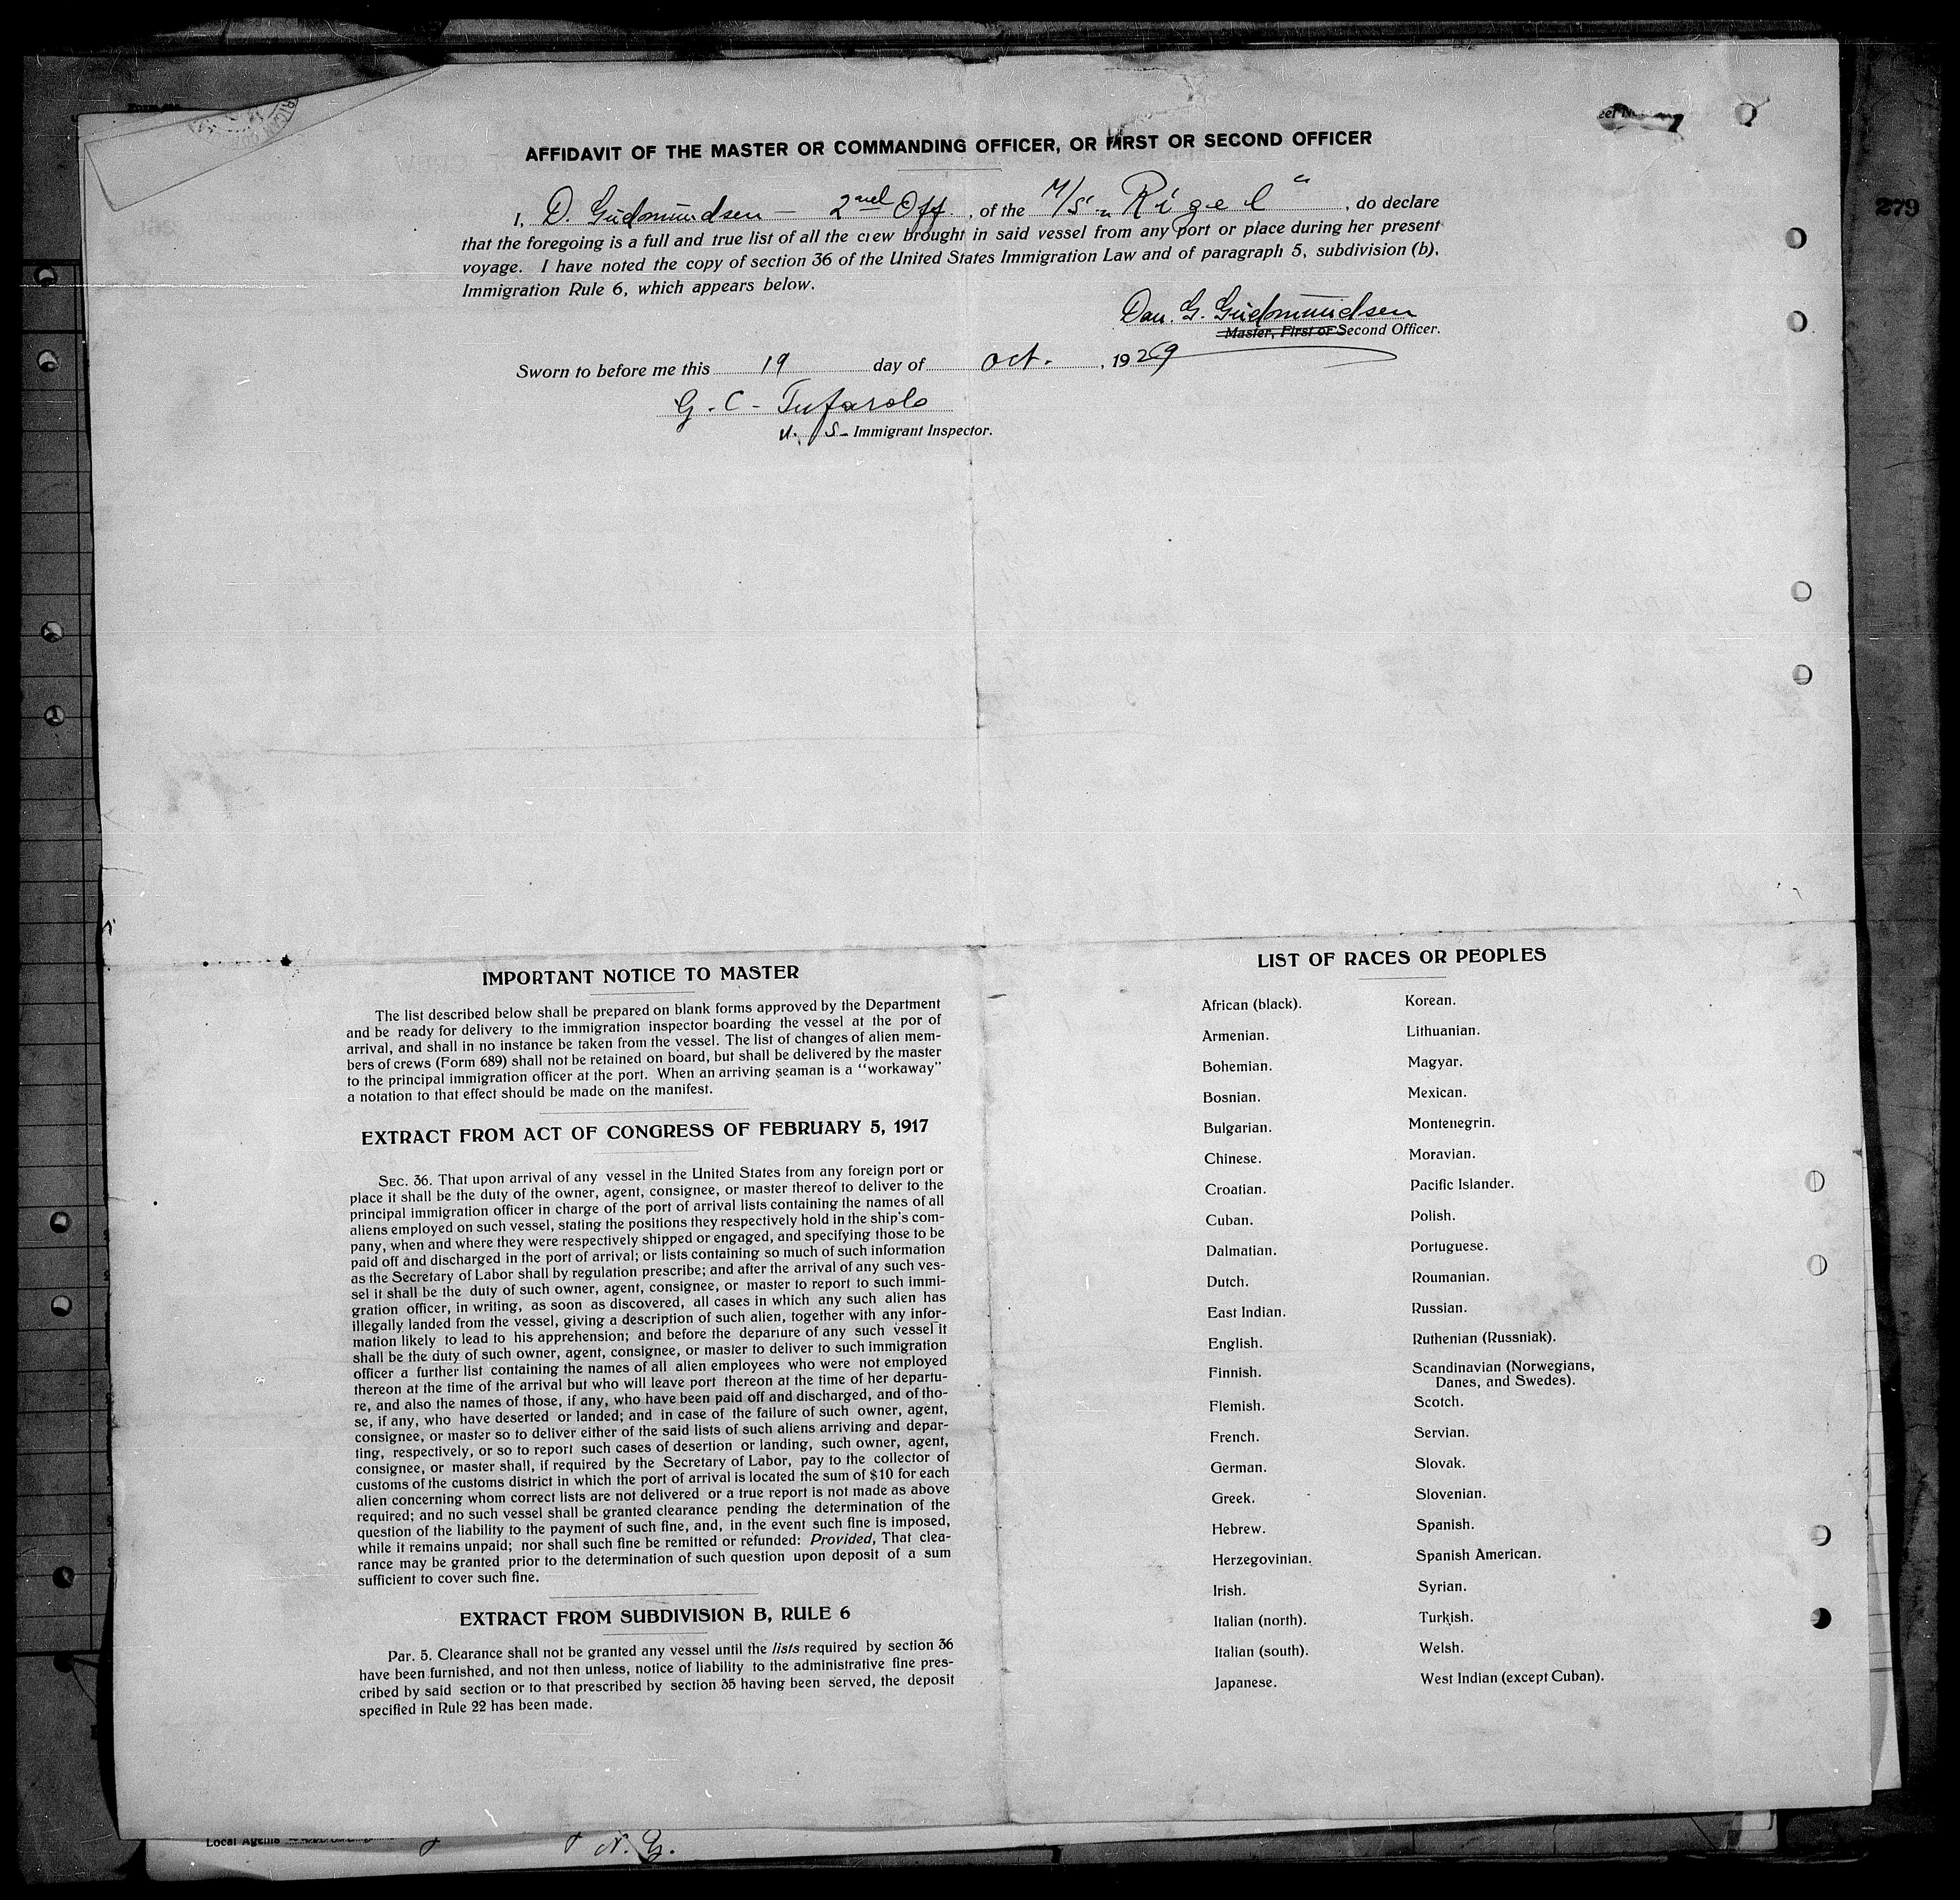 279
AFFIDAVIT OF THE MASTER OR COMMANDING OFFICER, OR FIRST OR SECOND OFFICER
I, D. Gudmundsen — 2nd Off. , of the M/S „Rigel“ , do declare
that the foregoing is a full and true list of all the crew brought in said vessel from any port or place during her present
voyage. I have noted the copy of section 36 of the United States Immigration Law and of paragraph 5, subdivision (b),
Immigration Rule 6, which appears below.
Dan. G. Gudmundsen
Master, First or Second Officer.
Sworn to before me this 19 day of Oct. , 1929
G. C. Tufarolo
U. S. Immigrant Inspector.
IMPORTANT NOTICE TO MASTER
The list described below shall be prepared on blank forms approved by the Department
and be ready for delivery to the immigration inspector boarding the vessel at the por of
arrival, and shall in no instance be taken from the vessel. The list of changes of alien mem-
bers of crews (Form 689) shall not be retained on board, but shall be delivered by the master
to the principal immigration officer at the port. When an arriving seaman is a “workaway”
a notation to that effect should be made on the manifest.
EXTRACT FROM ACT OF CONGRESS OF FEBRUARY 5, 1917
SEC. 36. That upon arrival of any vessel in the United States from any foreign port or
place it shall be the duty of the owner, agent, consignee, or master thereof to deliver to the
principal immigration officer in charge of the port of arrival lists containing the names of all
aliens employed on such vessel, stating the positions they respectively hold in the ship's com-
pany, when and where they were respectively shipped or engaged, and specifying those to be
paid off and discharged in the port of arrival; or lists containing so much of such information
as the Secretary of Labor shall by regulation prescribe; and after the arrival of any such ves-
sel it shall be the duty of such owner, agent, consignee, or master to report to such immi-
gration officer, in writing, as soon as discovered, all cases in which any such alien has
illegally landed from the vessel, giving a description of such alien, together with any infor-
mation likely to lead to his apprehension; and before the departure of any such vessel it
shall be the duty of such owner, agent, consignee, or master to deliver to such immigration
officer a further list containing the names of all alien employees who were not employed
thereon at the time of the arrival but who will leave port thereon at the time of her departu-
re, and also the names of those, if any, who have been paid off and discharged, and of tho-
se, if any, who have deserted or landed; and in case of the failure of such owner, agent,
consignee, or master so to deliver either of the said lists of such aliens arriving and depar-
ting, respectively, or so to report such cases of desertion or landing, such owner, agent,
consignee, or master shall, if required by the Secretary of Labor, pay to the collector of
customs of the customs district in which the port of arrival is located the sum of $10 for each
alien concerning whom correct lists are not delivered or a true report is not made as above
required; and no such vessel shall be granted clearance pending the determination of the
question of the liability to the payment of such fine, and, in the event such fine is imposed,
while it remains unpaid; nor shall such fine be remitted or refunded: Provided, That clea-
rance may be granted prior to the determination of such question upon deposit of a sum
sufficient to cover such fine.
EXTRACT FROM SUBDIVISION B, RULE 6
Par. 5. Clearance shall not be granted any vessel until the lists required by section 36
have been furnished, and not then unless, notice of liability to the administrative fine pres-
cribed by said section or to that prescribed by section 35 having been served, the deposit
specified in Rule 22 has been made.
LIST OF RACES OR PEOPLES
African (black).
Armenian.
Bohemian.
Bosnian.
Bulgarian.
Chinese.
Croatian.
Cuban.
Dalmatian.
Dutch.
East Indian.
English.
Finnish.
Flemish.
French.
German.
Greek.
Hebrew.
Herzegovinian.
Irish.
Italian (north).
Italian (south).
Japanese.
Korean.
Lithuanian.
Magyar.
Mexican.
Montenegrin.
Moravian.
Pacific Islander.
Polish.
Portuguese.
Roumanian.
Russian.
Ruthenian (Russniak).
Scandinavian (Norwegians,
Danes, and Swedes).
Scotch.
Servian.
Slovak.
Slovenian.
Spanish.
Spanish American.
Syrian.
Turkish.
Welsh.
West Indian (except Cuban).
Local Agents
N. Y.